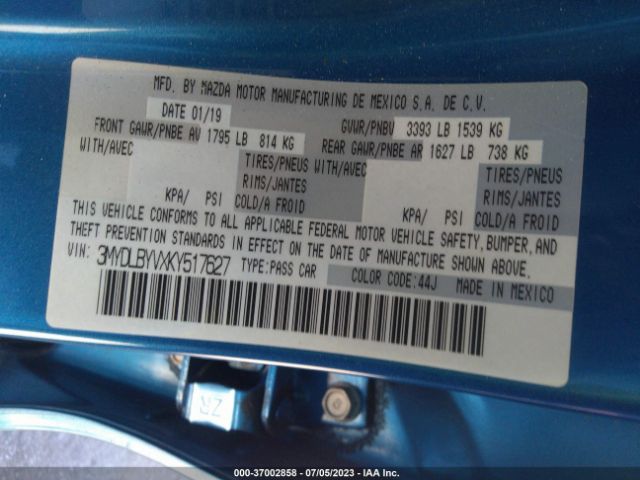 MFD. BY MAZDA MOTOR MANUFACTURING DE MEXICO S.A. DE C.V.
DATE 01/19 GVWR/PNBV 3393 LB 1539 KG
FRONT GAWR/PNBE AV 1795 LB 814 KG REAR GAWR/PNBE AR 1627 LB 738 KG
WITH/AVEC TIRES/PNEUS WITH/AVEC TIRES/PNEUS
RIMS/JANTES RIMS/JANTES
KPA/ PSI COLD/A FROID KPA/ PSI COLD/A FROID
THIS VEHICLE CONFORMS TO ALL APPLICABLE FEDERAL MOTOR VEHICLE SAFETY, BUMPER, AND
THEFT PREVENTION STANDARDS IN EFFECT ON THE DATE OF MANUFACTURE SHOWN ABOVE.
VIN: 3MYDLBYVXKY517627 TYPE:PASS CAR COLOR CODE:44J MADE IN MEXICO
000-37002858 - 07/05/2023 - IAA Inc.